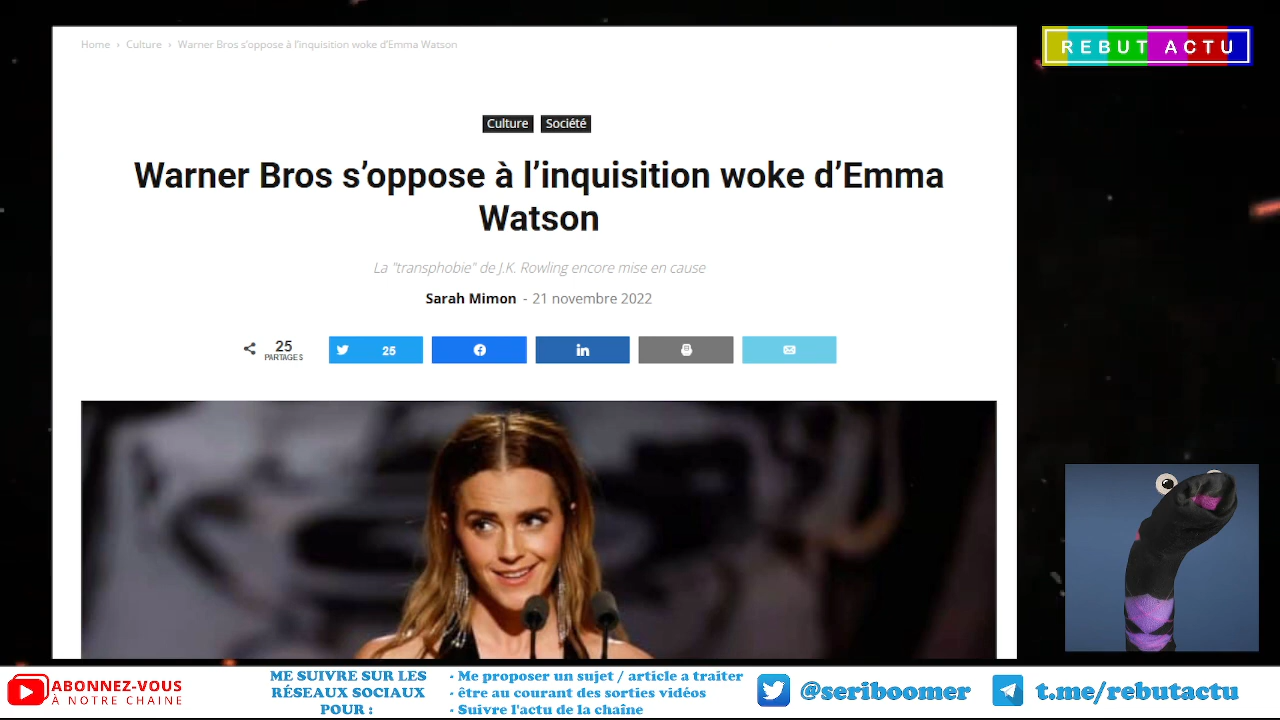 Home › Culture › Warner Bros s'oppose à l'inquisition woke d'Emma Watson
REBUT ACTU
Culture Société
Warner Bros s’oppose à l’inquisition woke d’Emma
Watson
La "transphobie" de J.K. Rowling encore mise en cause
Sarah Mimon - 21 novembre 2022
25
PARTAGES
25
in
ABONNEZ-VOUS
À NOTRE CHAINE
ME SUIVRE SUR LES
RÉSEAUX SOCIAUX
POUR :
- Me proposer un sujet / article a traiter
- être au courant des sorties vidéos
- Suivre l'actu de la chaîne
@seriboomer
t.me/rebutactu